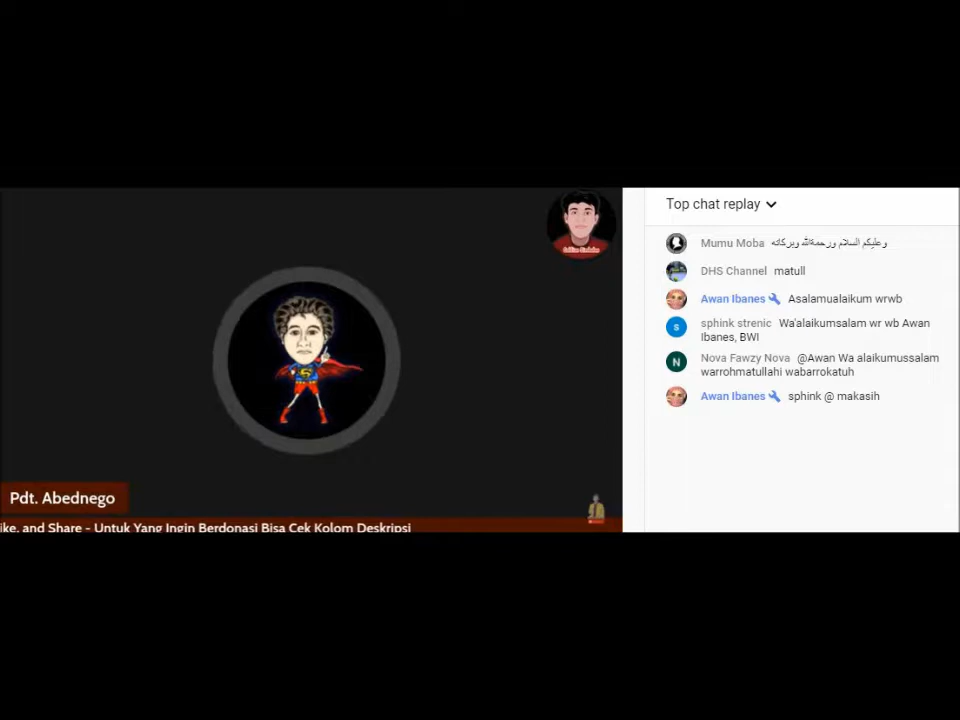 Top chat replay
Mumu Moba وعليكم السلام ورحمةالله وبركاته
DHS Channel matull
Awan Ibanes Asalamualaikum wrwb
sphink strenic Wa'alaikumsalam wr wb Awan
Ibanes, BWI
Nova Fawzy Nova @Awan Wa alaikumussalam
warrohmatullahi wabarrokatuh
Awan Ibanes sphink @ makasih
Pdt. Abednego
ike, and Share - Untuk Yang Ingin Berdonasi Bisa Cek Kolom Deskripsi
S
s
N